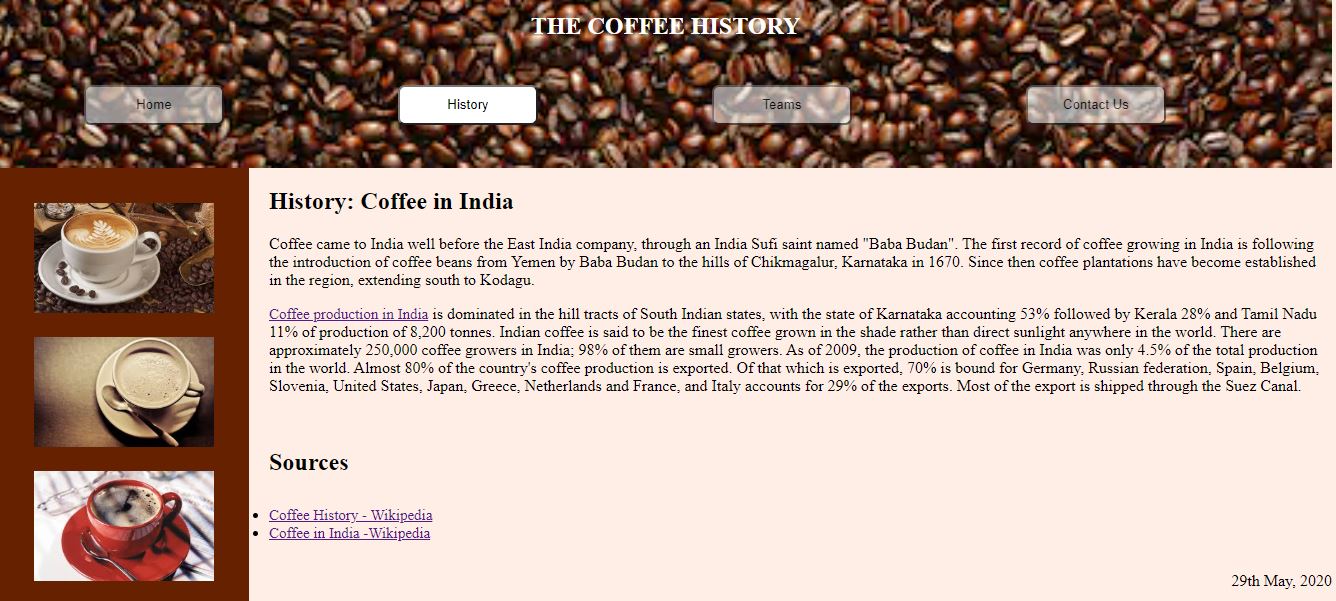 THE COFFEE HISTORY
Home
History
Teams
Contact Us
History: Coffee in India
Coffee came to India well before the East India company, through an India Sufi saint named "Baba Budan". The first record of coffee growing in India is following
the introduction of coffee beans from Yemen by Baba Budan to the hills of Chikmagalur, Karnataka in 1670. Since then coffee plantations have become established
in the region, extending south to Kodagu.
Coffee production in India is dominated in the hill tracts of South Indian states, with the state of Karnataka accounting 53% followed by Kerala 28% and Tamil Nadu
11% of production of 8,200 tonnes. Indian coffee is said to be the finest coffee grown in the shade rather than direct sunlight anywhere in the world. There are
approximately 250,000 coffee growers in India; 98% of them are small growers. As of 2009, the production of coffee in India was only 4.5% of the total production
in the world. Almost 80% of the country's coffee production is exported. Of that which is exported, 70% is bound for Germany, Russian federation, Spain, Belgium,
Slovenia, United States, Japan, Greece, Netherlands and France, and Italy accounts for 29% of the exports. Most of the export is shipped through the Suez Canal.
Sources
• Coffee History - Wikipedia
• Coffee in India -Wikipedia
29th May, 2020